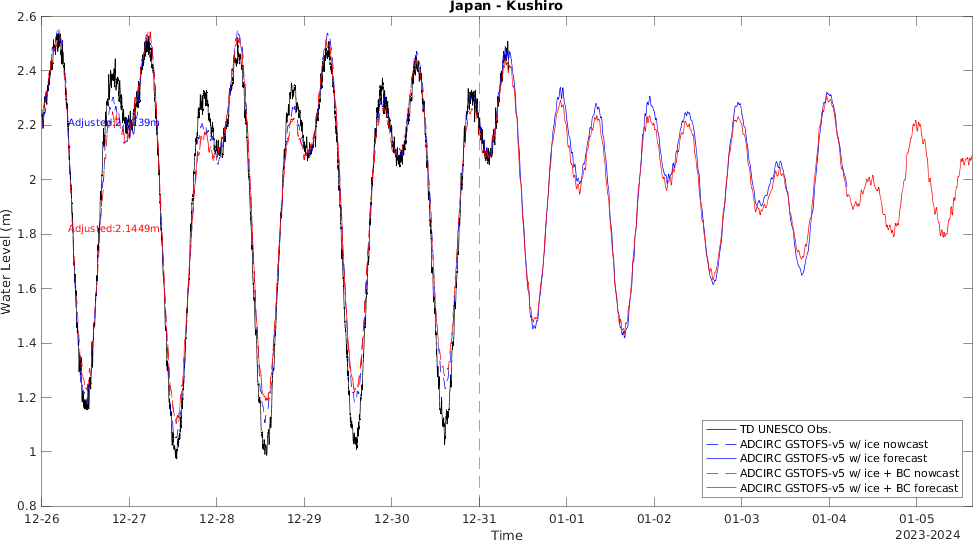 Japan - Kushiro
2.6
2.4
2.2
2
1.8
1.6
1.4
1.2
1
0.8
Water Level (m)
Adjusted:2.1449m
TD UNESCO Obs.
ADCIRC GSTOFS-v5 w/ ice nowcast
ADCIRC GSTOFS-v5 w/ ice forecast
ADCIRC GSTOFS-v5 w/ ice + BC nowcast
ADCIRC GSTOFS-v5 w/ ice + BC forecast
12-26 12-27 12-28 12-29 12-30 12-31 01-01 01-02 01-03 01-04 01-05
Time
2023-2024